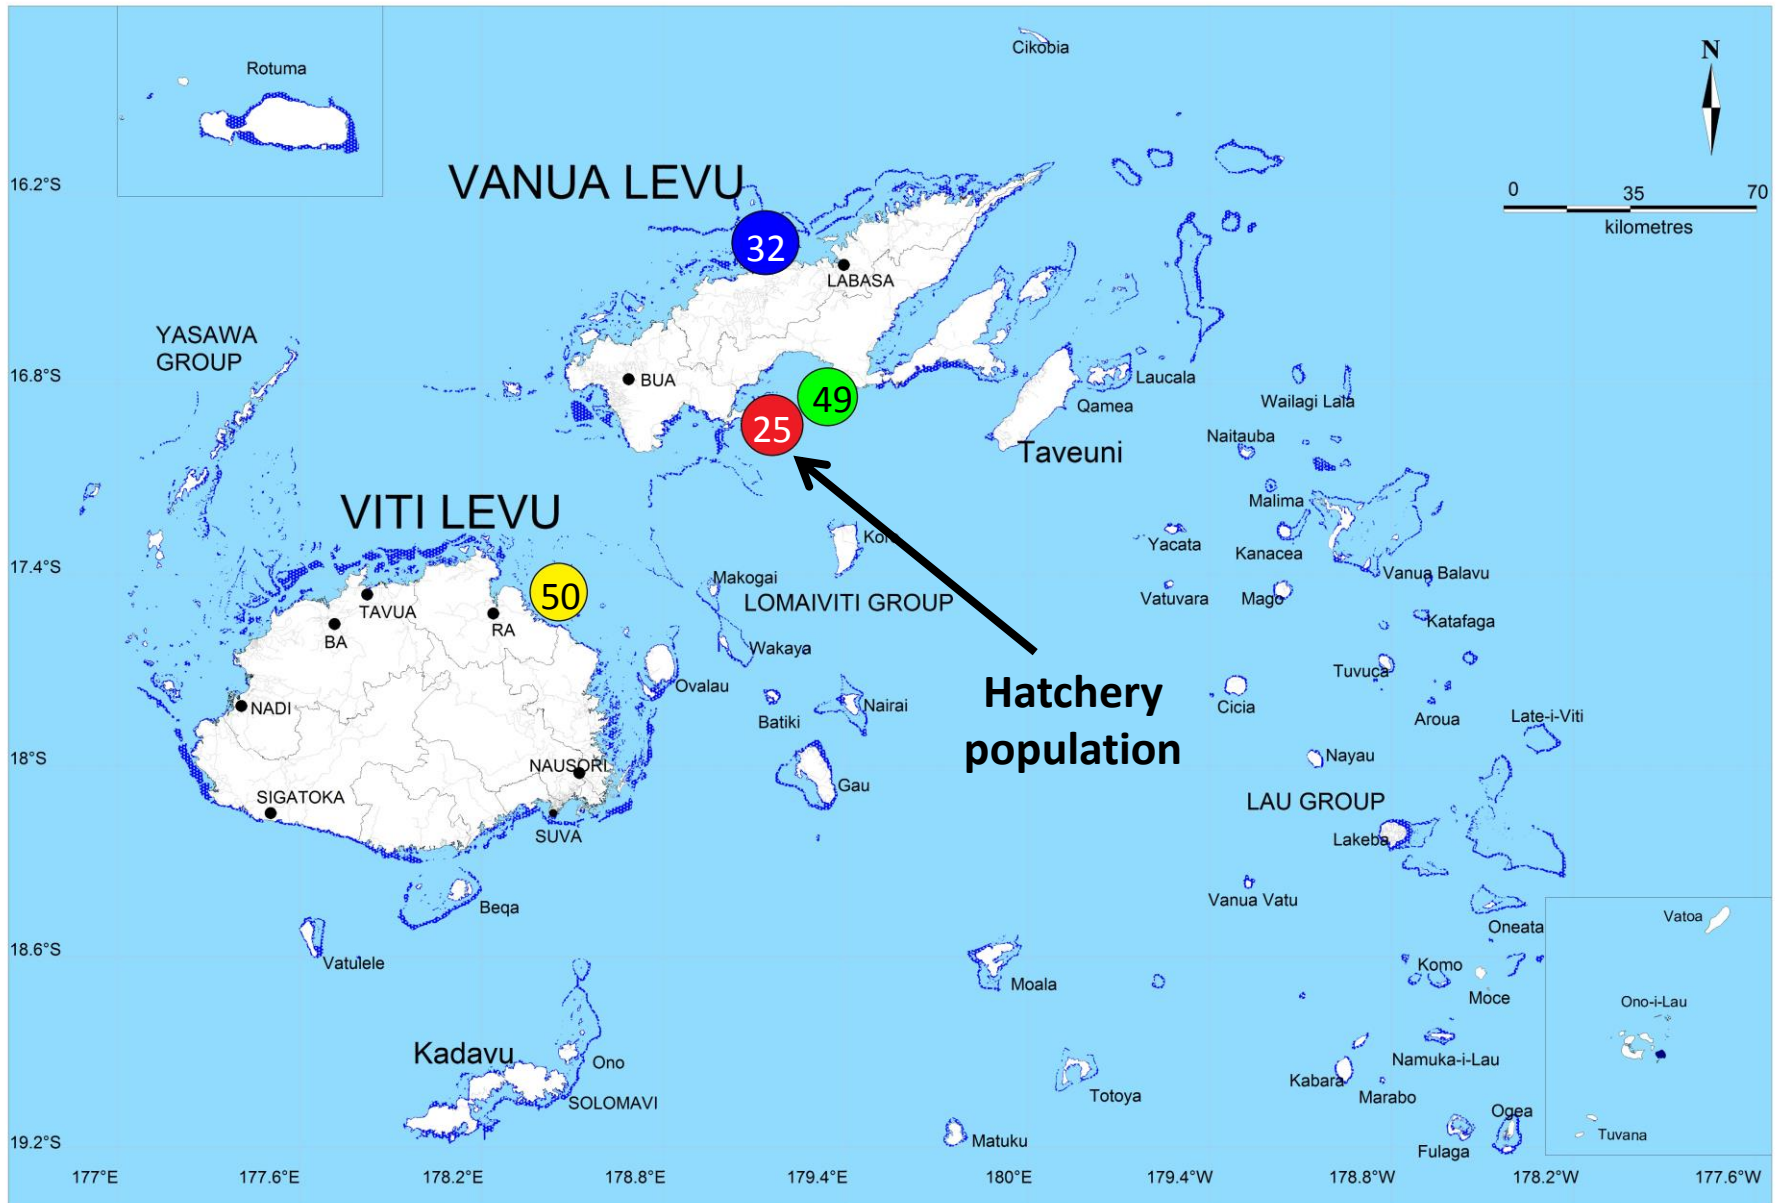 Cikobia
N
Rotuma
VANUA LEVU
16.2°S
0 35 70
kilometres
32
LABASA
YASAWA
GROUP
16.8°S
BUA
49
25
Laucala
Qamea
Wailagi Lala
Taveuni
Naitauba
Malima
VITI LEVU
Koro
Yacata
Kanacea
17.4°S
Vanua Balavu
Makogai
50
TAVUA
LOMAIVITI GROUP
Vatuvara
Mago
RA
BA
Katafaga
Wakaya
Tuvuca
Ovalau
Hatchery
population
NADI
Batiki
Nairai
Cicia
Aroua
Late-i-Viti
18°S
NAUSORI
Nayau
Gau
SIGATOKA
LAU GROUP
SUVA
Lakeba
Beqa
Vanua Vatu
Oneata
Vatoa
18.6°S
Vatulele
Komo
Moala
Moce
Ono-i-Lau
Kadavu
Ono
Namuka-i-Lau
Kabara
Totoya
Marabo
SOLOMAVI
Ogea
19.2°S
Matuku
Fulaga
Tuvana
177°E 177.6°E 178.2°E 178.8°E 179.4°E 180° 179.4°W 178.8°W 178.2°W 177.6°W